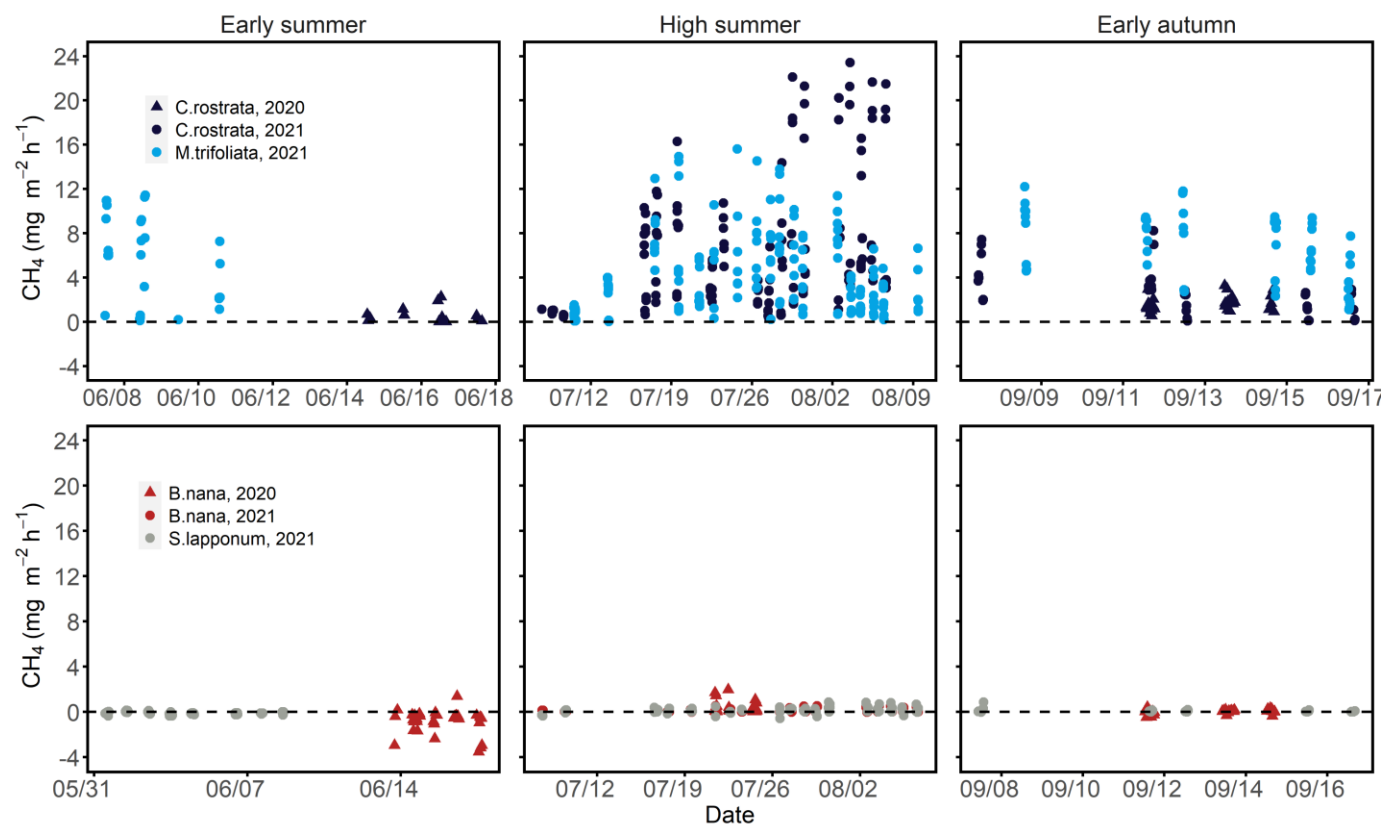 Early summer High summer Early autumn
CH₄ (mg m⁻² h⁻¹)
24
20
16
12
8
4
0
-4
C.rostrata, 2020
C.rostrata, 2021
M.trifoliata, 2021
06/08 06/10 06/12 06/14 06/16 06/18
07/12 07/19 07/26 08/02 08/09
09/09 09/11 09/13 09/15 09/17
CH₄ (mg m⁻² h⁻¹)
24
20
16
12
8
4
0
-4
B.nana, 2020
B.nana, 2021
S.lapponum, 2021
05/31 06/07 06/14
07/12 07/19 07/26 08/02
09/08 09/10 09/12 09/14 09/16
Date